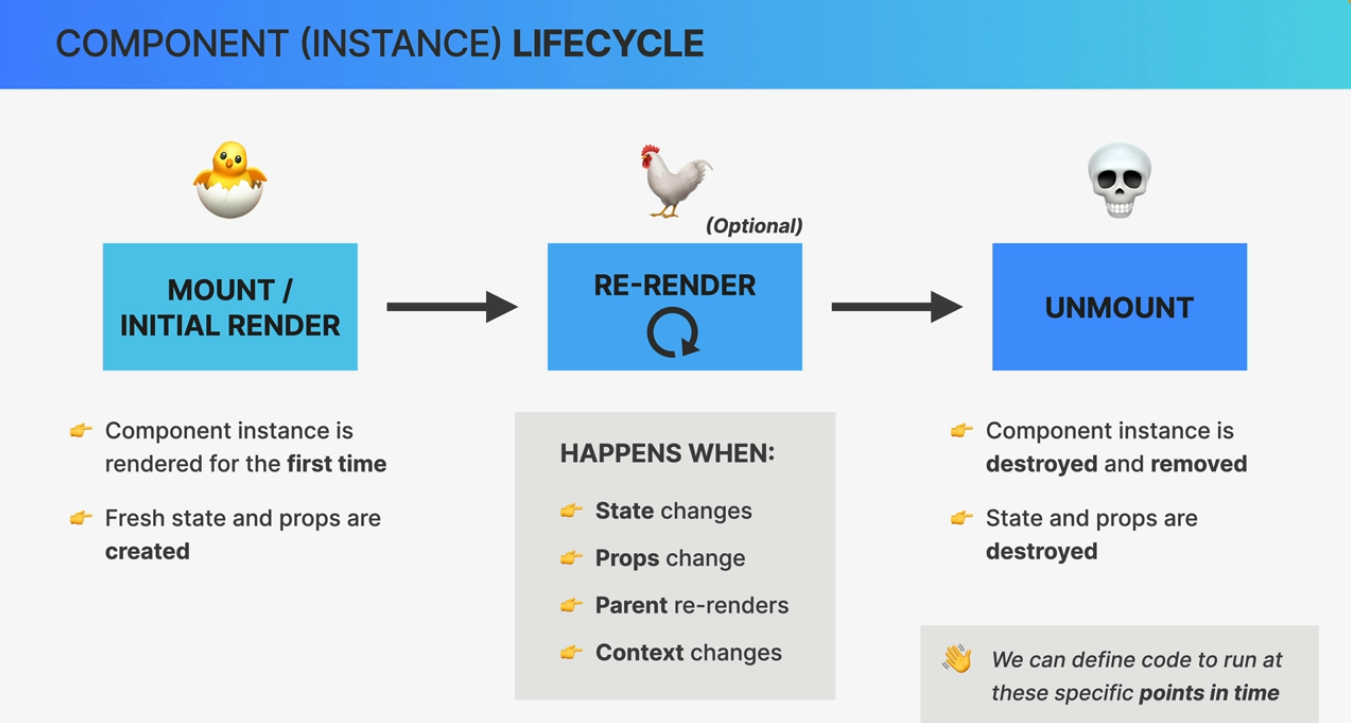 COMPONENT (INSTANCE) LIFECYCLE
MOUNT /
INITIAL RENDER
Component instance is
rendered for the first time
Fresh state and props are
created
(Optional)
RE-RENDER
HAPPENS WHEN:
State changes
Props change
Parent re-renders
Context changes
UNMOUNT
Component instance is
destroyed and removed
State and props are
destroyed
We can define code to run at
these specific points in time